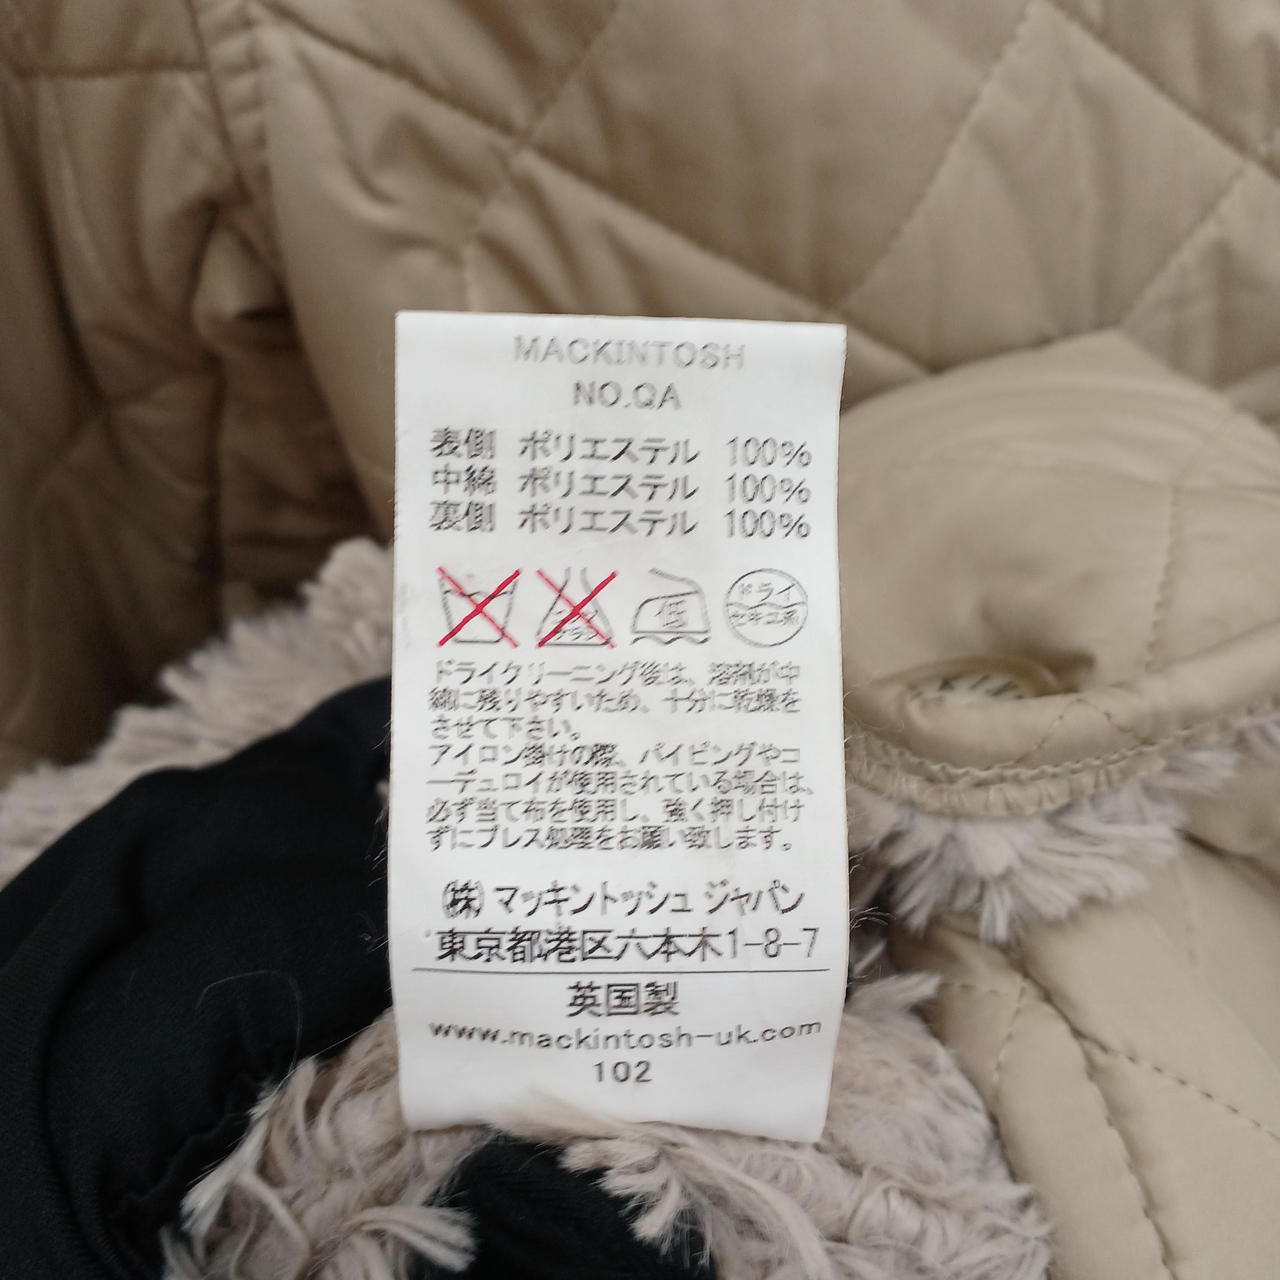 MACKINTOSH
NO.QA
表側 ポリエステル 100%
中綿 ポリエステル 100%
裏側 ポリエステル 100%
低
ドライ
セキユ系
ドライクリーニング後は、溶剤が中
綿に残りやすいため、十分に乾燥を
させて下さい。
アイロン掛けの際、パイピングやコ
ーデュロイが使用されている場合は、
必ず当て布を使用し、強く押し付け
ずにプレス処理をお願い致します。
㈱マッキントッシュ ジャパン
東京都港区六本木1-8-7
英国製
www.mackintosh-uk.com
102